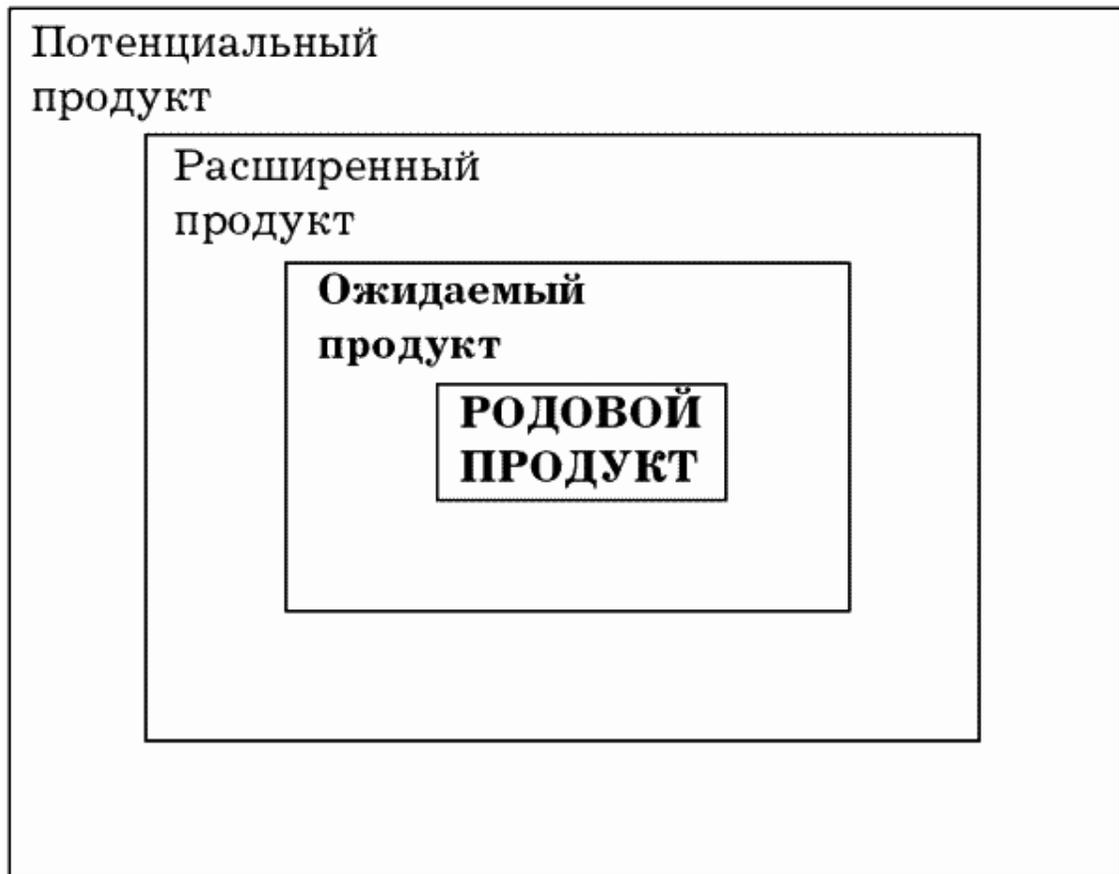 Потенциальный
продукт
Расширенный
продукт
Ожидаемый
продукт
РОДОВОЙ
ПРОДУКТ